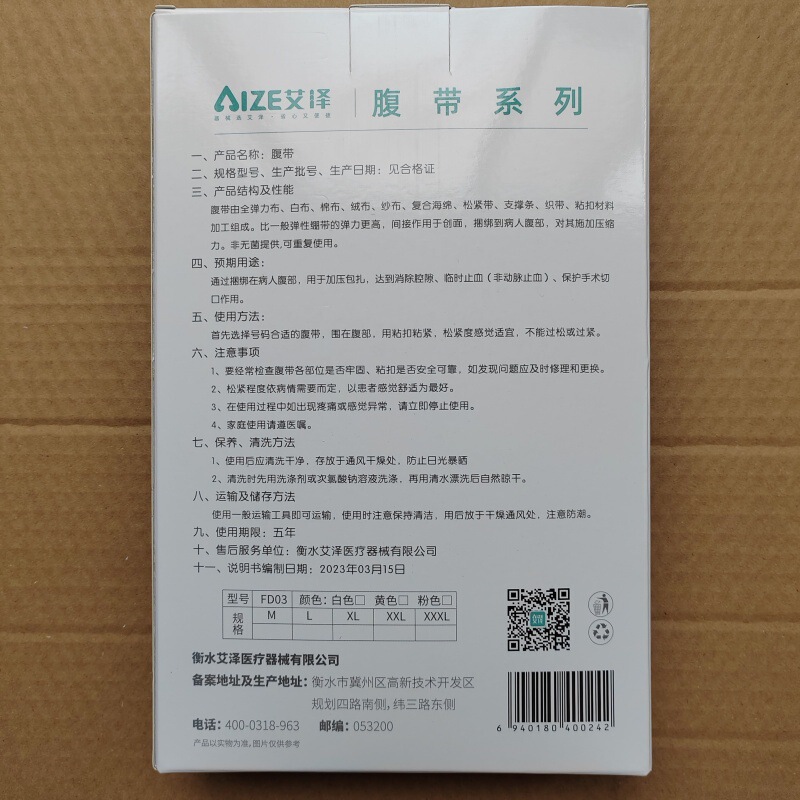 AIZE艾泽 腹带系列
一、产品名称：腹带
二、规格型号、生产批号、生产日期：见合格证
三、产品结构及性能
腹带由全弹力布、白布、棉布、绒布、纱布、复合海绵、松紧带、支撑条、织带、粘扣材料
加工组成。比一般弹性绷带的弹力更高，间接作用于创面，捆绑到病人腹部，对其施加压缩
力。非无菌提供,可重复使用。
四、预期用途：
通过捆绑在病人腹部，用于加压包扎，达到消除腔隙、临时止血（非动脉止血）、保护手术切
口作用。
五、使用方法：
首先选择号码合适的腹带，围在腹部，用粘扣粘紧，松紧度感觉适宜，不能过松或过紧。
六、注意事项
1、要经常检查腹带各部位是否牢固、粘扣是否安全可靠，如发现问题应及时修理和更换。
2、松紧程度依病情需要而定，以患者感觉舒适为最好。
3、在使用过程中如出现疼痛或感觉异常，请立即停止使用。
4、家庭使用请遵医嘱。
七、保养、清洗方法
1、使用后应清洗干净，存放于通风干燥处，防止日光暴晒
2、清洗时先用洗涤剂或次氯酸钠溶液洗涤，再用清水漂洗后自然晾干。
八、运输及储存方法
使用一般运输工具即可运输，使用时注意保持清洁，用后放于干燥通风处，注意防潮。
九、使用期限：五年
十、售后服务单位：衡水艾泽医疗器械有限公司
十一、说明书编制日期：2023年03月15日
型号 FD03 颜色：白色□ 黄色□ 粉色□
规格 M L XL XXL XXXL
艾泽
衡水艾泽医疗器械有限公司
备案地址及生产地址：衡水市冀州区高新技术开发区
规划四路南侧,纬三路东侧
电话：400-0318-963 邮编：053200
产品以实物为准,图片仅供参考
6 940180 400242